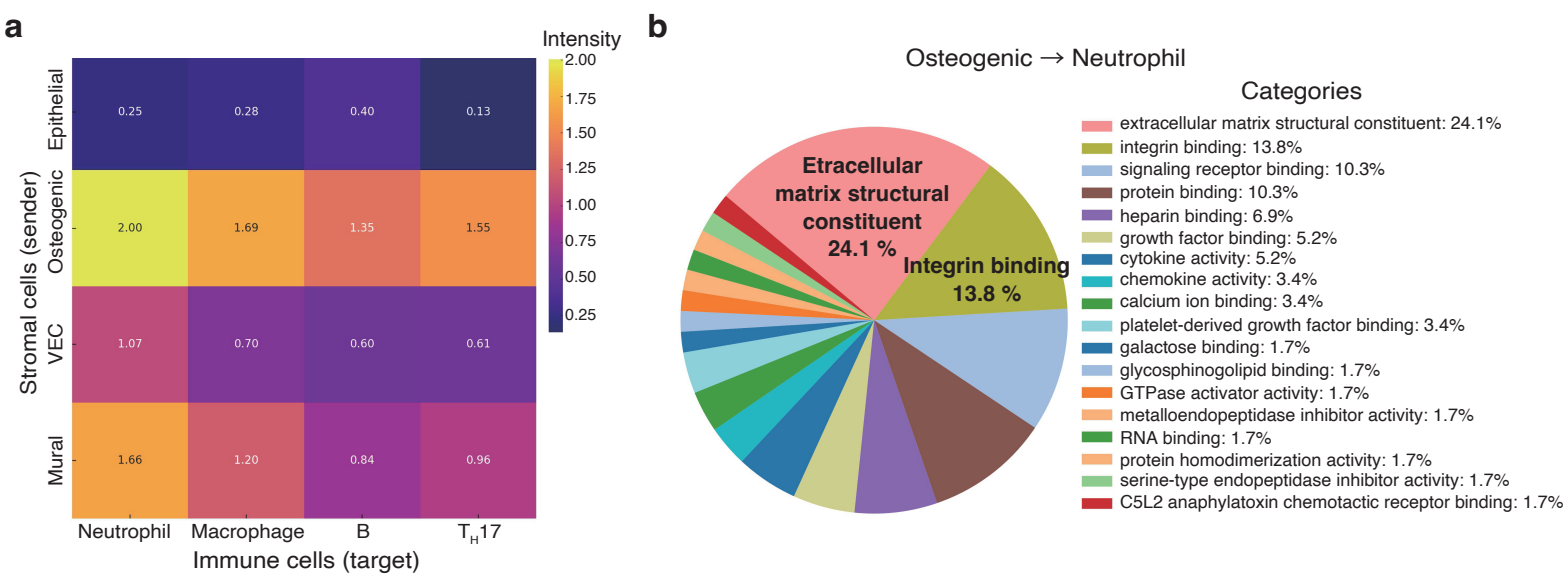 a
Intensity
2.00
1.75
1.50
1.25
1.00
0.75
0.50
0.25
Stromal cells (sender)
Epithelial
0.25 0.28 0.40 0.13
Osteogenic
2.00 1.69 1.35 1.55
VEC
1.07 0.70 0.60 0.61
Mural
1.66 1.20 0.84 0.96
Neutrophil Macrophage B TH17
Immune cells (target)
b
Osteogenic → Neutrophil
Etracellular
matrix structural
constituent
24.1 %
Integrin binding
13.8 %
Categories
extracellular matrix structural constituent: 24.1%
integrin binding: 13.8%
signaling receptor binding: 10.3%
protein binding: 10.3%
heparin binding: 6.9%
growth factor binding: 5.2%
cytokine activity: 5.2%
chemokine activity: 3.4%
calcium ion binding: 3.4%
platelet-derived growth factor binding: 3.4%
galactose binding: 1.7%
glycosphinogolipid binding: 1.7%
GTPase activator activity: 1.7%
metalloendopeptidase inhibitor activity: 1.7%
RNA binding: 1.7%
protein homodimerization activity: 1.7%
serine-type endopeptidase inhibitor activity: 1.7%
C5L2 anaphylatoxin chemotactic receptor binding: 1.7%